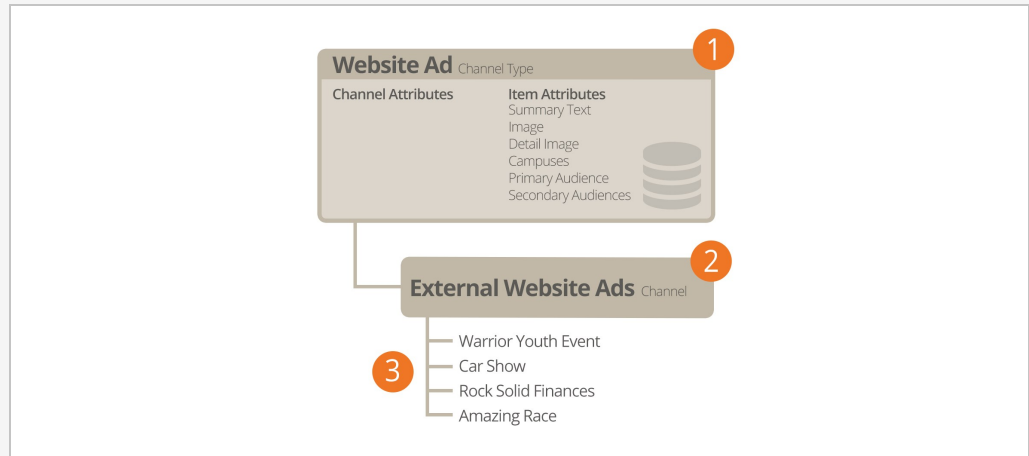 1
Website Ad Channel Type
Channel Attributes
Item Attributes
Summary Text
Image
Detail Image
Campuses
Primary Audience
Secondary Audiences
2
External Website Ads Channel
3
Warrior Youth Event
Car Show
Rock Solid Finances
Amazing Race